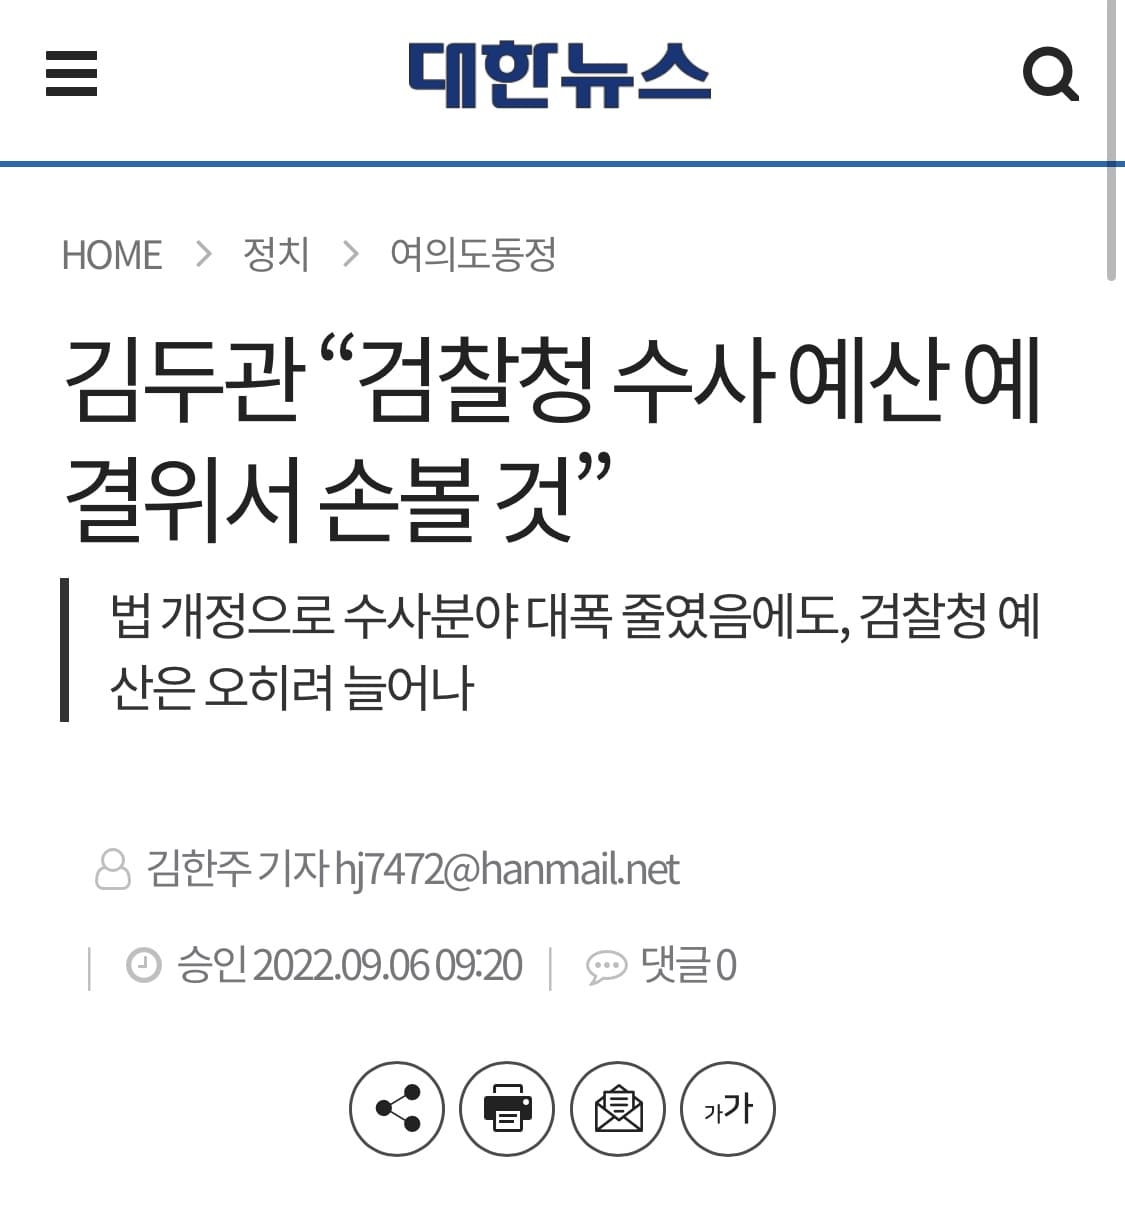 대한뉴스
HOME > 정치 > 여의도동정
김두관 “검찰청 수사 예산 예
결위서 손볼 것”
법 개정으로 수사분야 대폭 줄였음에도, 검찰청 예
산은 오히려 늘어나
김한주 기자 hj7472@hanmail.net
| 승인 2022.09.06 09:20 | 댓글 0
가가